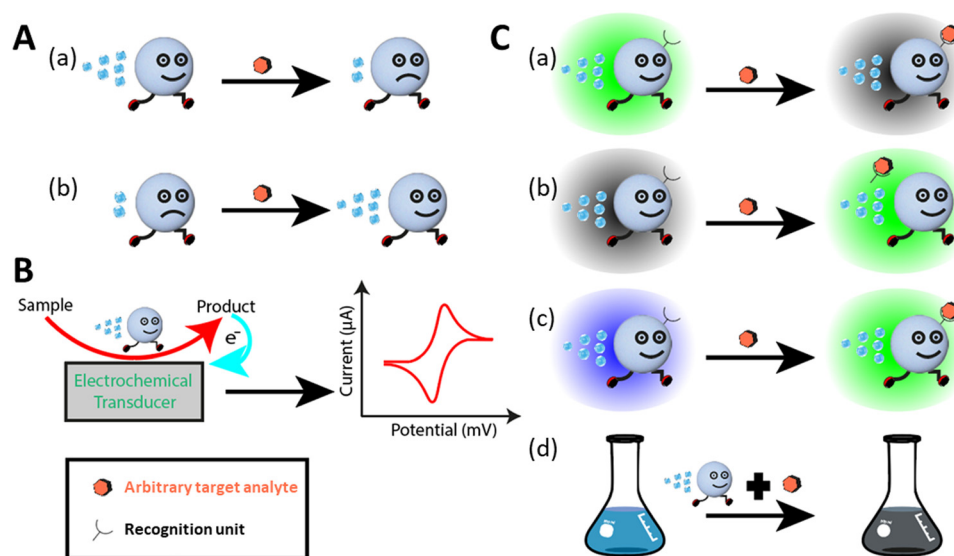 A
(a)
(b)
B
Sample
Product
e⁻
Electrochemical
Transducer
Current (µA)
Potential (mV)
Arbitrary target analyte
Recognition unit
C
(a)
(b)
(c)
(d)